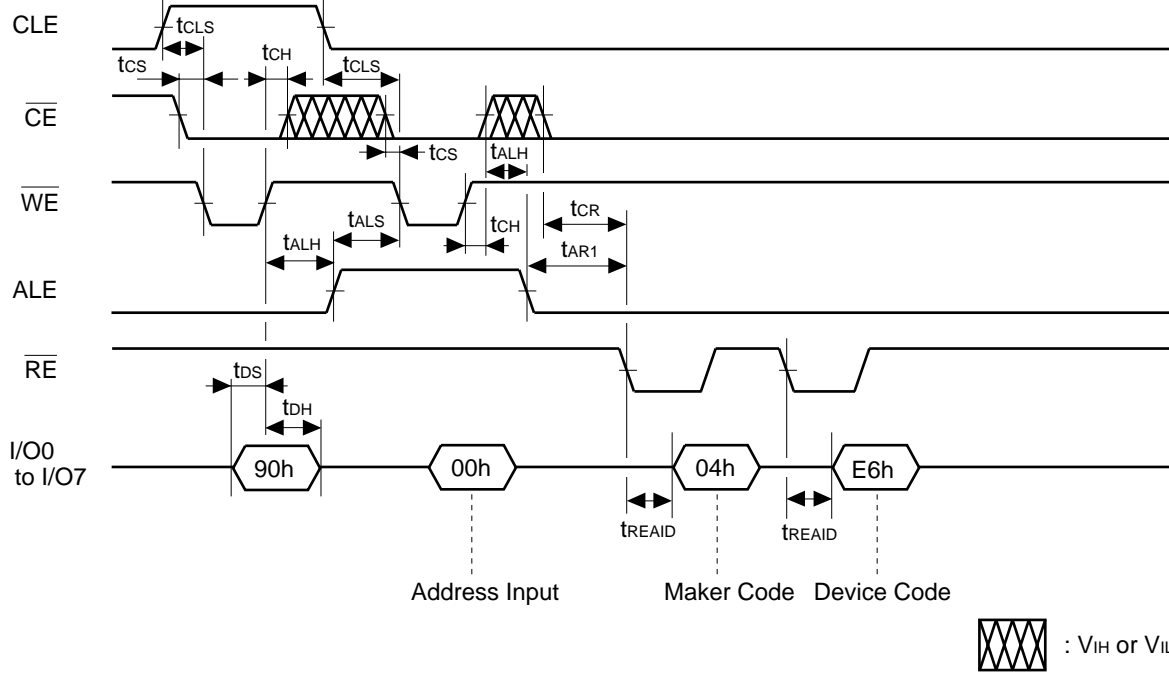 CLE
tCLS
tCS
tCH
tCLS
CE
tCS
tALH
WE
tCH
tCR
tALH
tALS
tAR1
ALE
RE
tDS
tDH
I/O0
to I/O7
90h
00h
04h
E6h
tREAID
tREAID
Address Input
Maker Code
Device Code
: VIH or VIL